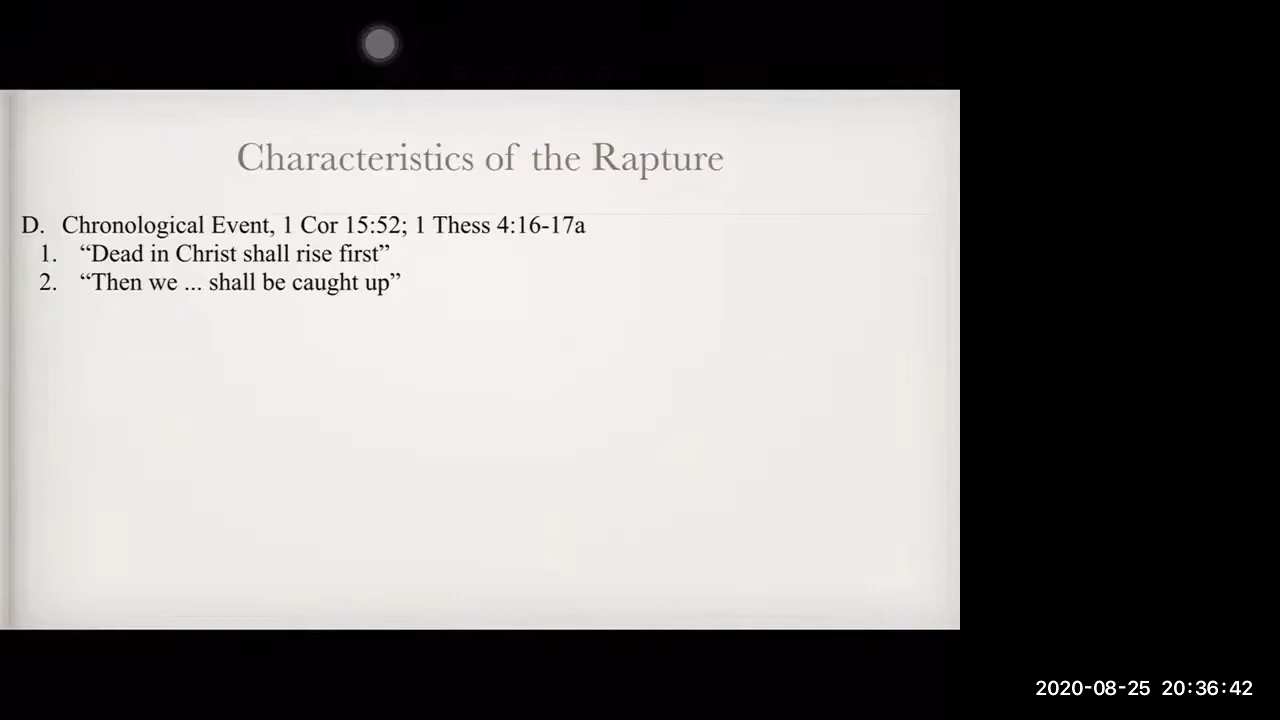 Characteristics of the Rapture
D. Chronological Event, 1 Cor 15:52; 1 Thess 4:16-17a
1. “Dead in Christ shall rise first”
2. “Then we ... shall be caught up”
2020-08-25 20:36:42